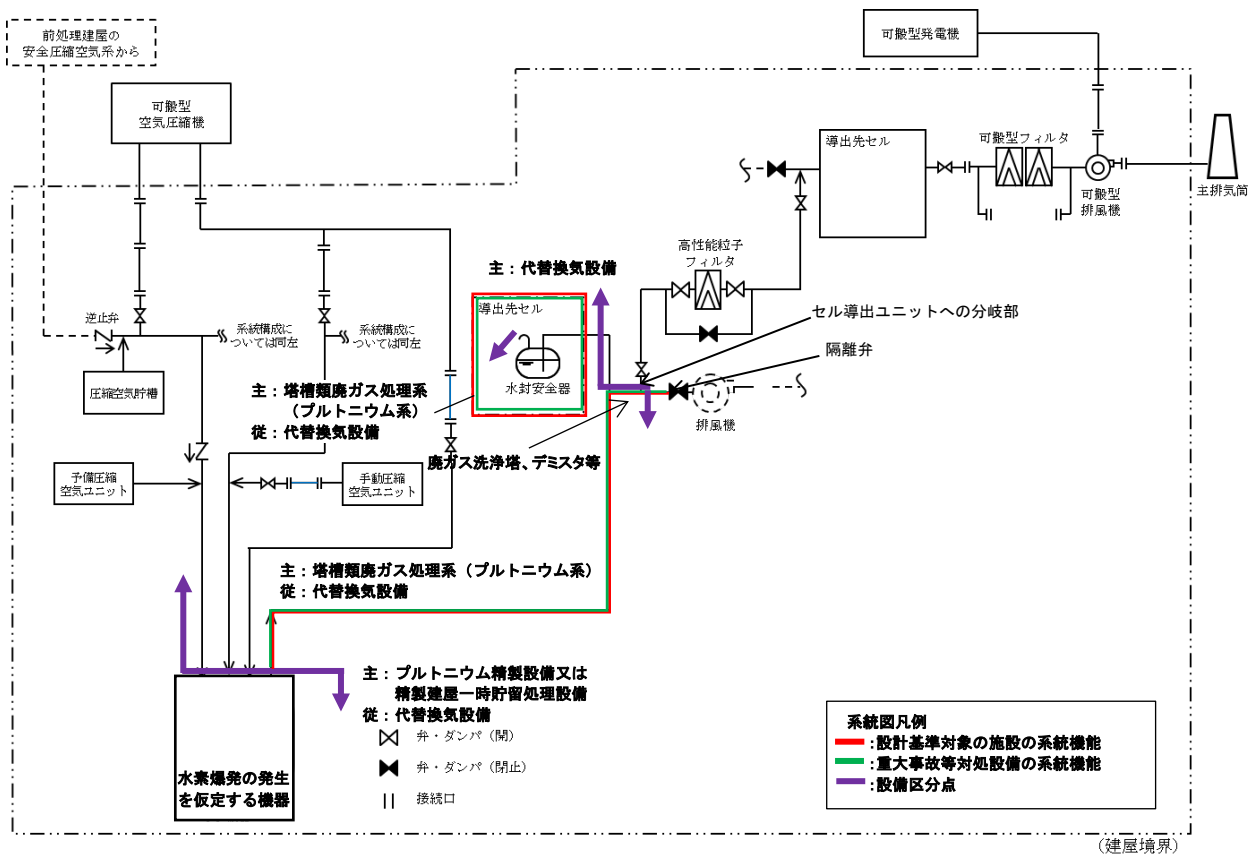 前処理建屋の
安全圧縮空気系から
可搬型発電機
可搬型
空気圧縮機
導出先セル
可搬型フィルタ
可搬型
排風機
主排気筒
高性能粒子
フィルタ
主：代替換気設備
導出先セル
水封安全器
セル導出ユニットへの分岐部
隔離弁
排風機
逆止弁
系統構成に
ついては同左
系統構成に
ついては同左
圧縮空気貯槽
主：塔槽類廃ガス処理系
（プルトニウム系）
従：代替換気設備
廃ガス洗浄塔、デミスタ等
予備圧縮
空気ユニット
手動圧縮
空気ユニット
主：塔槽類廃ガス処理系（プルトニウム系）
従：代替換気設備
主：プルトニウム精製設備又は
精製建屋一時貯留処理設備
従：代替換気設備
弁・ダンパ（開）
弁・ダンパ（閉止）
接続口
水素爆発の発生
を仮定する機器
系統図凡例
：設計基準対象の施設の系統機能
：重大事故等対処設備の系統機能
：設備区分点
（建屋境界）